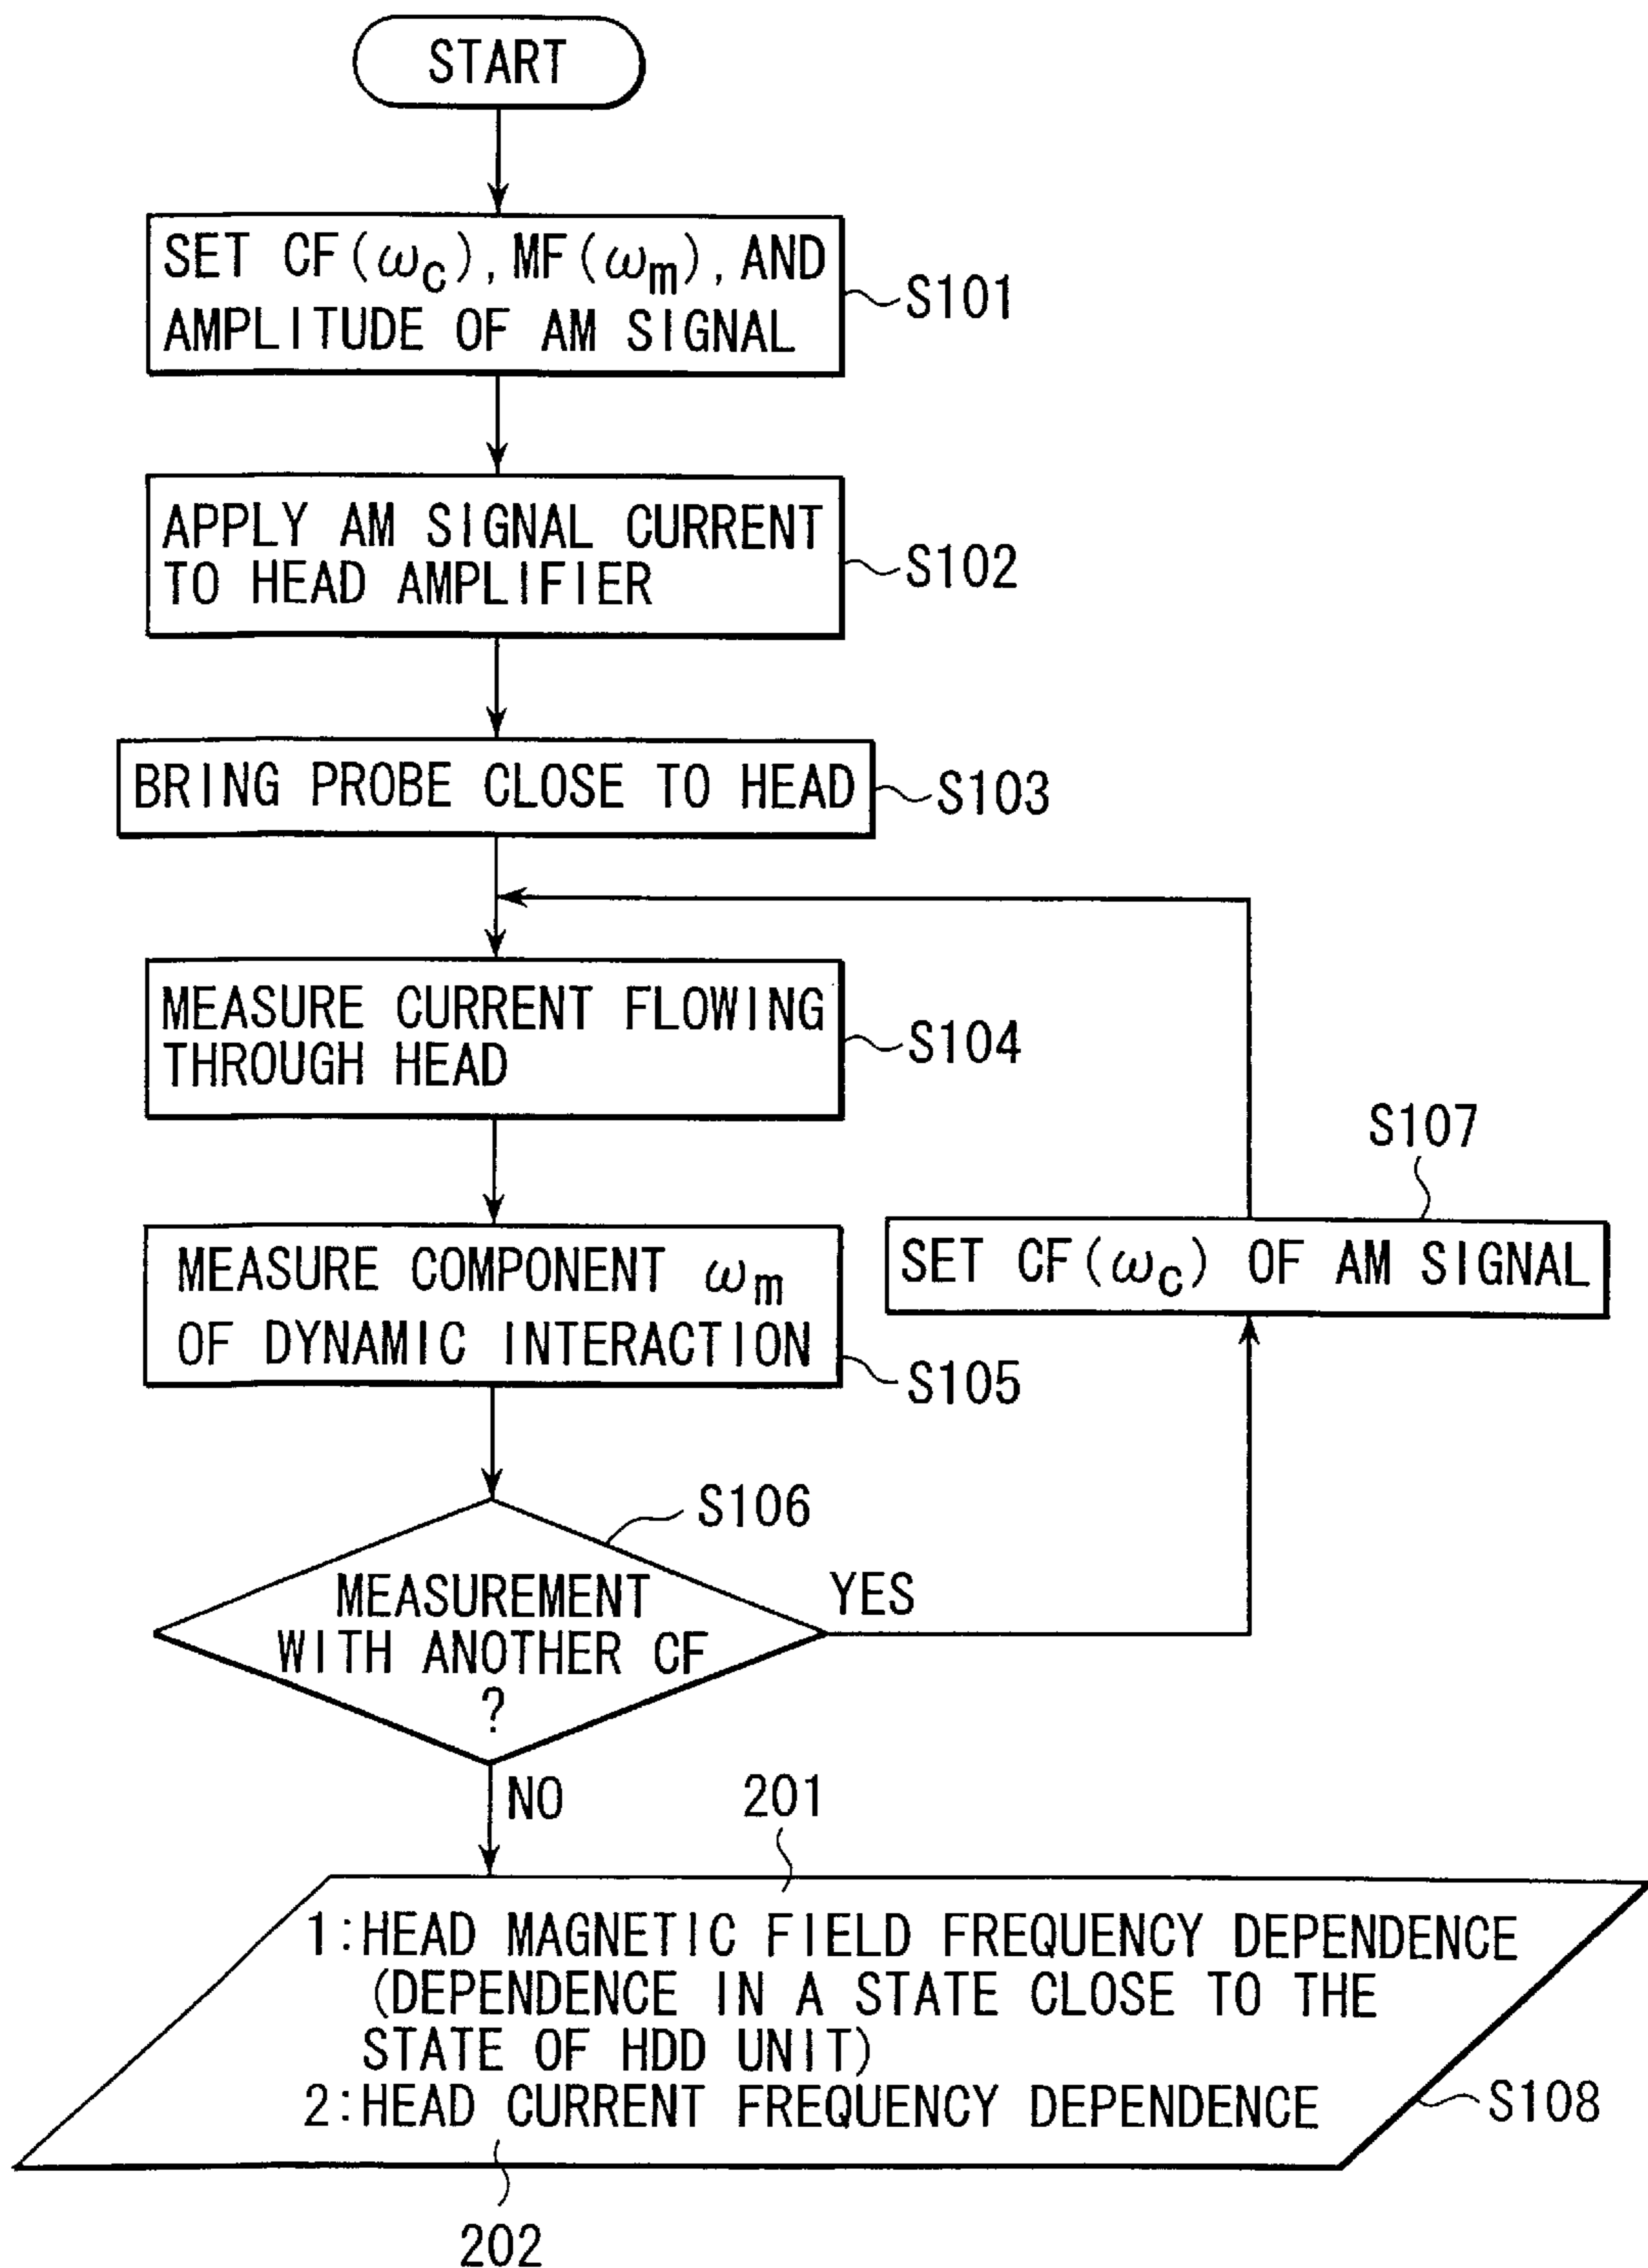 START
SET CF(ωc), MF(ωm), AND
AMPLITUDE OF AM SIGNAL
S101
APPLY AM SIGNAL CURRENT
TO HEAD AMPLIFIER
S102
BRING PROBE CLOSE TO HEAD
S103
MEASURE CURRENT FLOWING
THROUGH HEAD
S104
S107
SET CF(ωc) OF AM SIGNAL
MEASURE COMPONENT ωm
OF DYNAMIC INTERACTION
S105
S106
MEASUREMENT
WITH ANOTHER CF
?
YES
NO
201
1:HEAD MAGNETIC FIELD FREQUENCY DEPENDENCE
(DEPENDENCE IN A STATE CLOSE TO THE
STATE OF HDD UNIT)
2:HEAD CURRENT FREQUENCY DEPENDENCE
S108
202